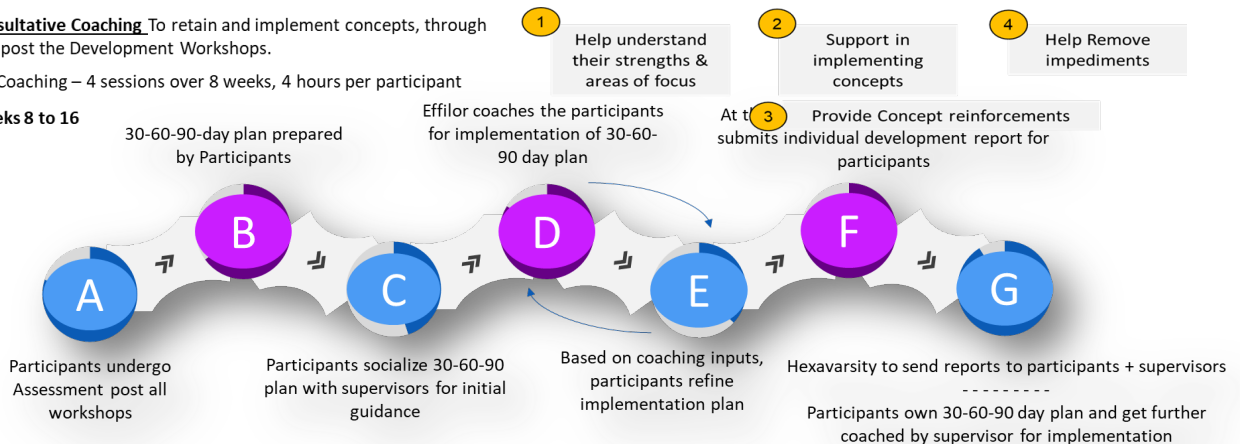 sultative Coaching To retain and implement concepts, through
post the Development Workshops.
Coaching – 4 sessions over 8 weeks, 4 hours per participant
eks 8 to 16
1
Help understand
their strengths &
areas of focus
2
Support in
implementing
concepts
4
Help Remove
impediments
3
Provide Concept reinforcements
30-60-90-day plan prepared
by Participants
Effilor coaches the participants
for implementation of 30-60-
90 day plan
At t
submits individual development report for
participants
A
B
C
D
E
F
G
Participants undergo
Assessment post all
workshops
Participants socialize 30-60-90
plan with supervisors for initial
guidance
Based on coaching inputs,
participants refine
implementation plan
Hexavarsity to send reports to participants + supervisors
- - - - - - - - -
Participants own 30-60-90 day plan and get further
coached by supervisor for implementation